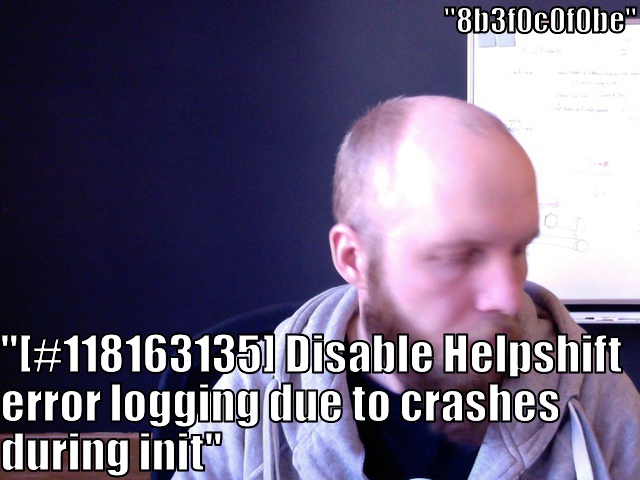 "8b3f0c0f0be"
"[#118163135] Disable Helpshift
error logging due to crashes
during init"